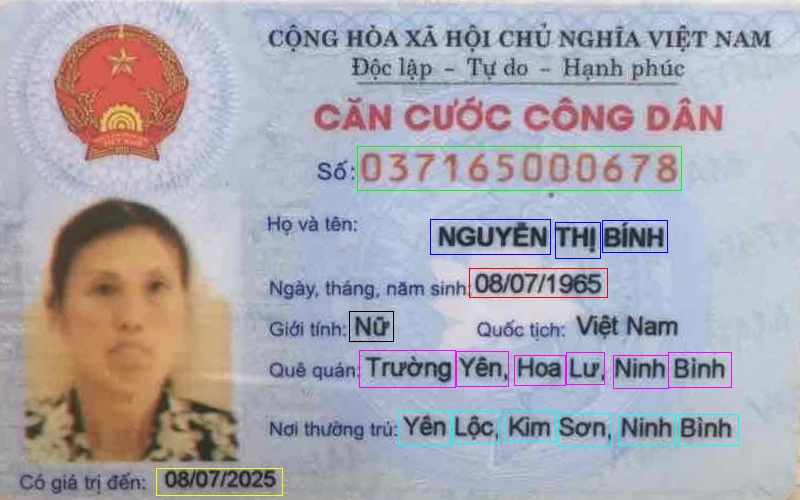 CỘNG HÒA XÃ HỘI CHỦ NGHĨA VIỆT NAM
Độc lập - Tự do - Hạnh phúc
CĂN CƯỚC CÔNG DÂN
Số: 037165000678
Họ và tên: NGUYỄN THỊ BÍNH
Ngày, tháng, năm sinh: 08/07/1965
Giới tính: Nữ Quốc tịch: Việt Nam
Quê quán: Trường Yên, Hoa Lư, Ninh Bình
Nơi thường trú: Yên Lộc, Kim Sơn, Ninh Bình
Có giá trị đến: 08/07/2025